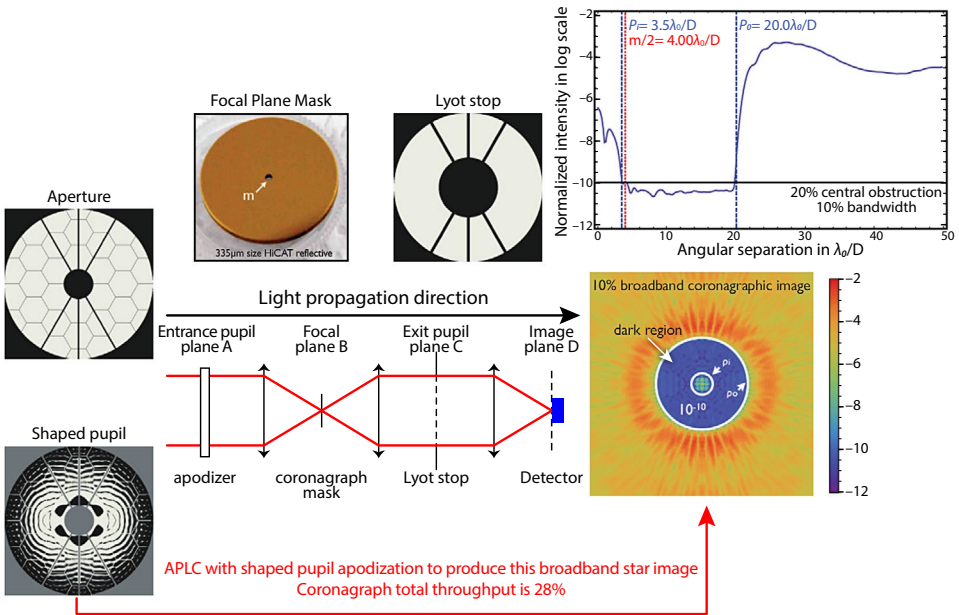 Focal Plane Mask
m
335μm size HiCAT reflective
Lyot stop
Aperture
Normalized intensity in log scale
-2
-4
-6
-8
-10
-12
Pᵢ= 3.5λ₀/D
m/2= 4.00λ₀/D
Pₒ= 20.0λ₀/D
20% central obstruction
10% bandwidth
0
10
20
30
40
50
Angular separation in λ₀/D
Light propagation direction
Entrance pupil
plane A
Focal
plane B
Exit pupil
plane C
Image
plane D
apodizer
coronagraph
mask
Lyot stop
Detector
Shaped pupil
10% broadband coronagraphic image
dark region
ρi
ρo
10⁻¹⁰
-2
-4
-6
-8
-10
-12
APLC with shaped pupil apodization to produce this broadband star image
Coronagraph total throughput is 28%